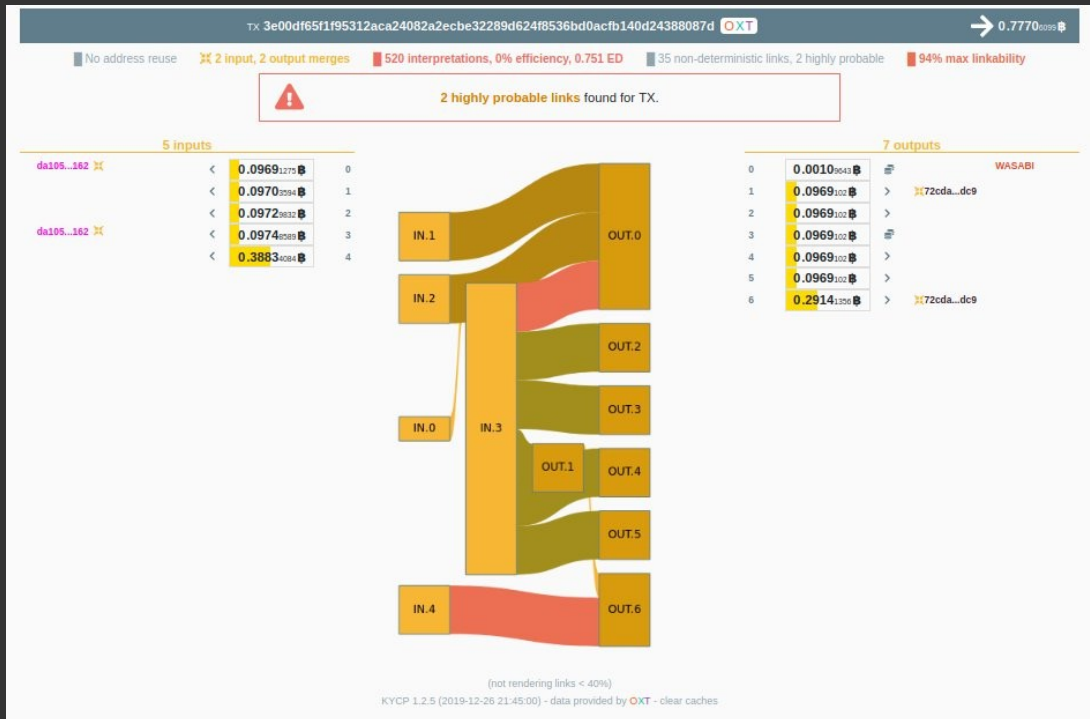 TX 3e00df65f1f95312aca24082a2ecbe32289d624f8536bd0acfb140d24388087d OXT → 0.77706099฿
No address reuse 2 input, 2 output merges 520 interpretations, 0% efficiency, 0.751 ED 35 non-deterministic links, 2 highly probable 94% max linkability
2 highly probable links found for TX.
5 inputs
da105...162 < 0.09691275฿ 0
< 0.09703594฿ 1
< 0.09729832฿ 2
da105...162 < 0.09748589฿ 3
< 0.38834084฿ 4
IN.1
IN.2
IN.0
IN.3
IN.4
OUT.0
OUT.2
OUT.3
OUT.1
OUT.4
OUT.5
OUT.6
7 outputs
0 0.00109643฿ WASABI
1 0.0969102฿ > 72cda...dc9
2 0.0969102฿ >
3 0.0969102฿
4 0.0969102฿ >
5 0.0969102฿ >
6 0.29141356฿ > 72cda...dc9
(not rendering links < 40%)
KYCP 1.2.5 (2019-12-26 21:45:00) - data provided by OXT - clear caches